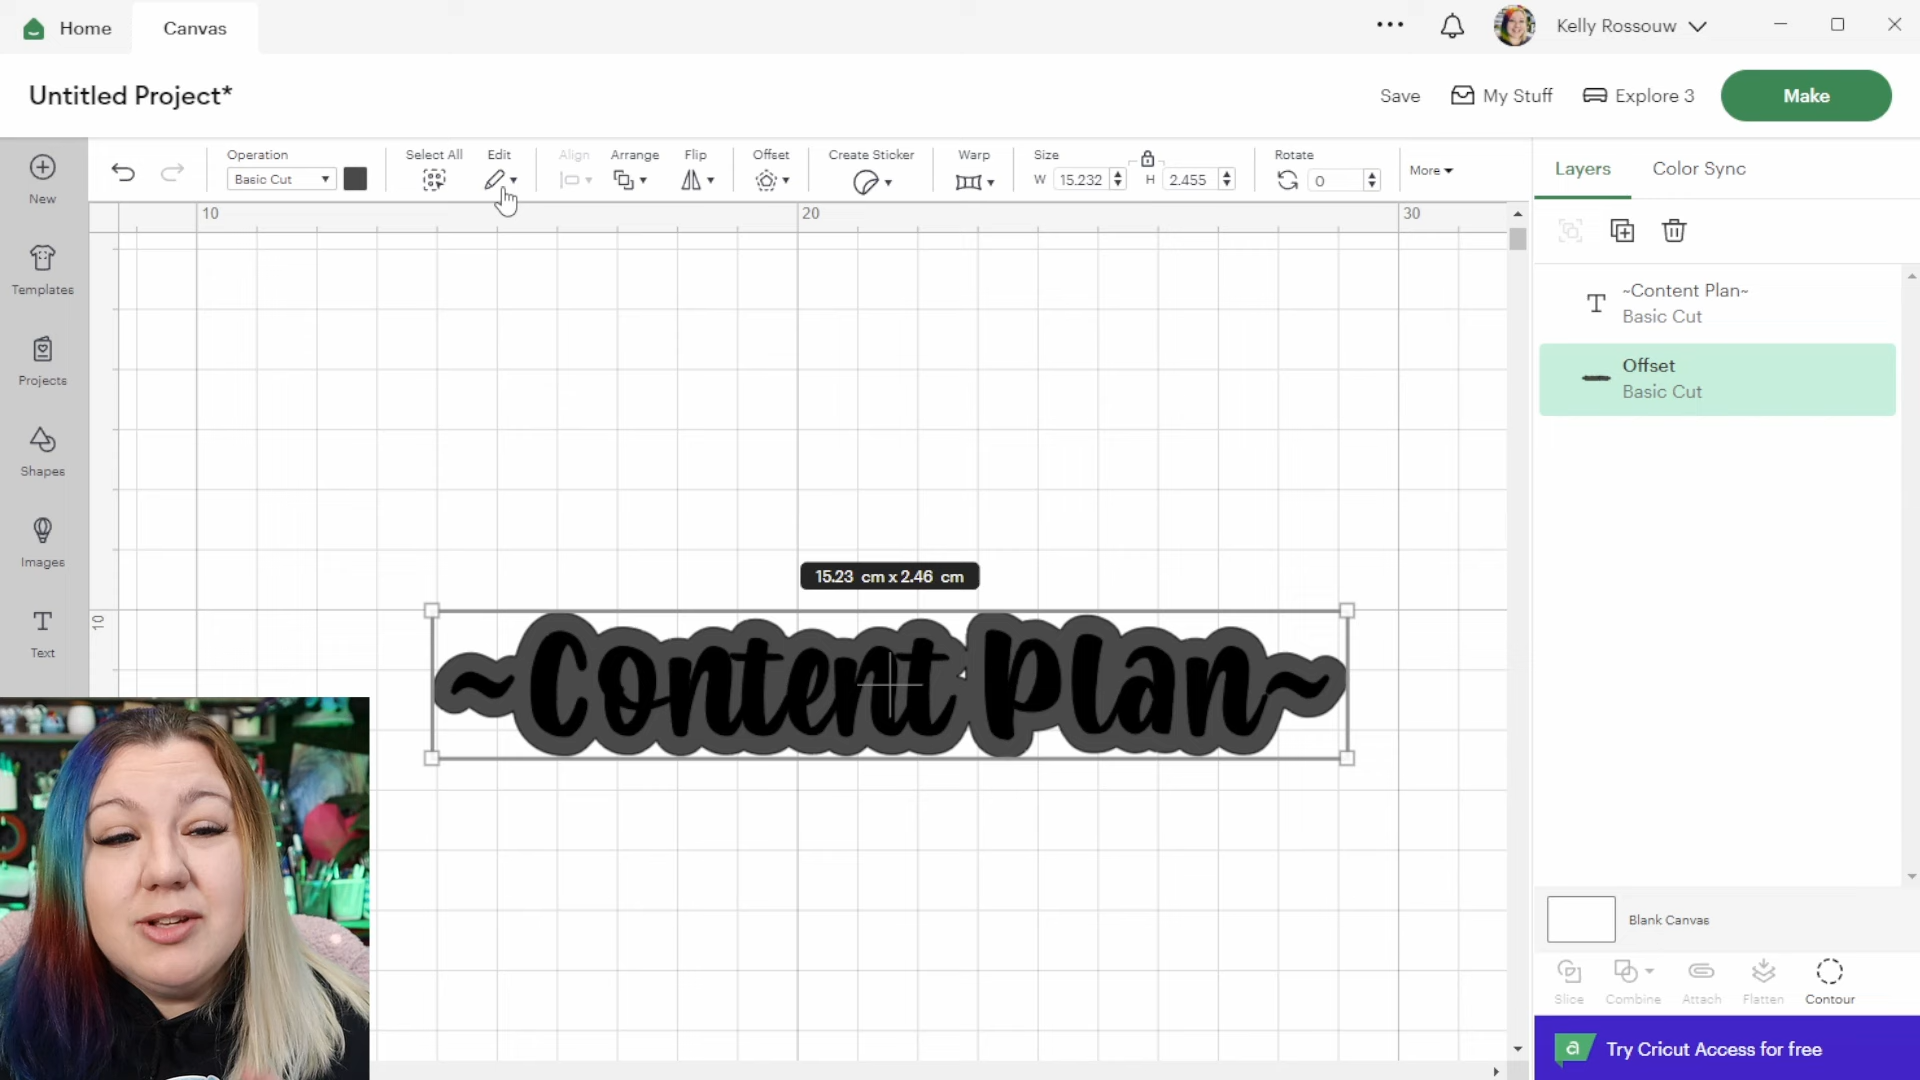 Home
Canvas
Kelly Rossouw
Untitled Project*
Save
My Stuff
Explore 3
Make
Operation
Basic Cut
Select All
Edit
Align
Arrange
Flip
Offset
Create Sticker
Warp
Size
W 15.232
H 2.455
Rotate
0
More
Layers
Color Sync
New
Templates
Projects
Shapes
Images
Text
10
20
30
10
~Content Plan~
Basic Cut
Offset
Basic Cut
15.23 cm x 2.46 cm
~Content Plan~
Blank Canvas
Slice
Combine
Attach
Flatten
Contour
a
Try Cricut Access for free